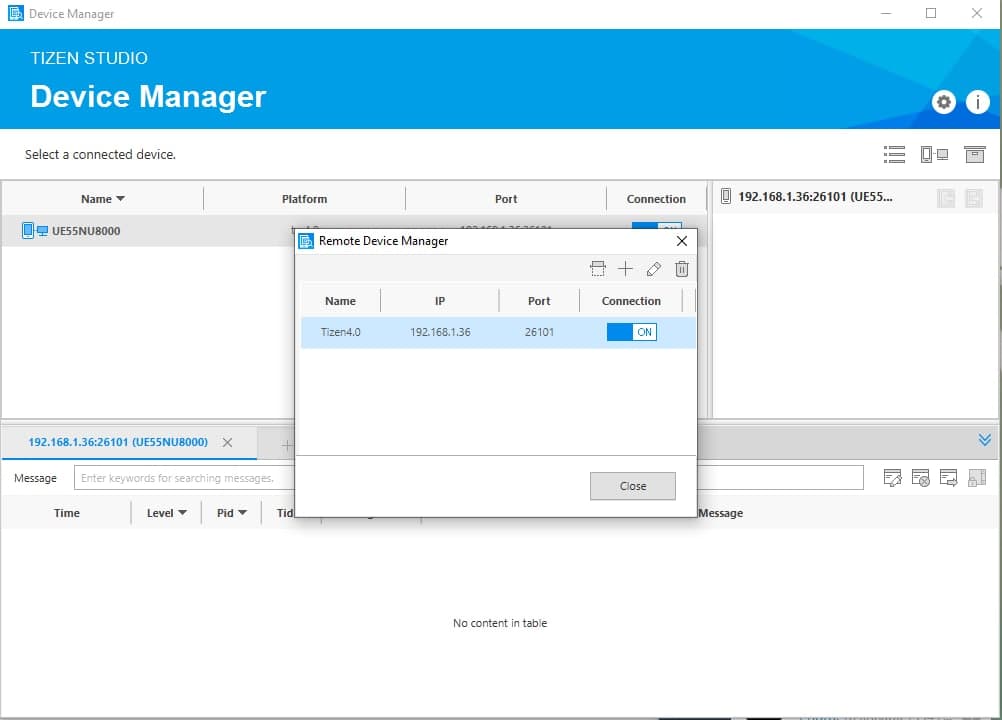 Device Manager
TIZEN STUDIO
Device Manager
Select a connected device.
Name Platform Port Connection
192.168.1.36:26101 (UE55...
UE55NU8000
Remote Device Manager
Name IP Port Connection
Tizen4.0 192.168.1.36 26101 ON
Close
192.168.1.36:26101 (UE55NU8000)
Message Enter keywords for searching messages.
Time Level Pid Tid Message
No content in table